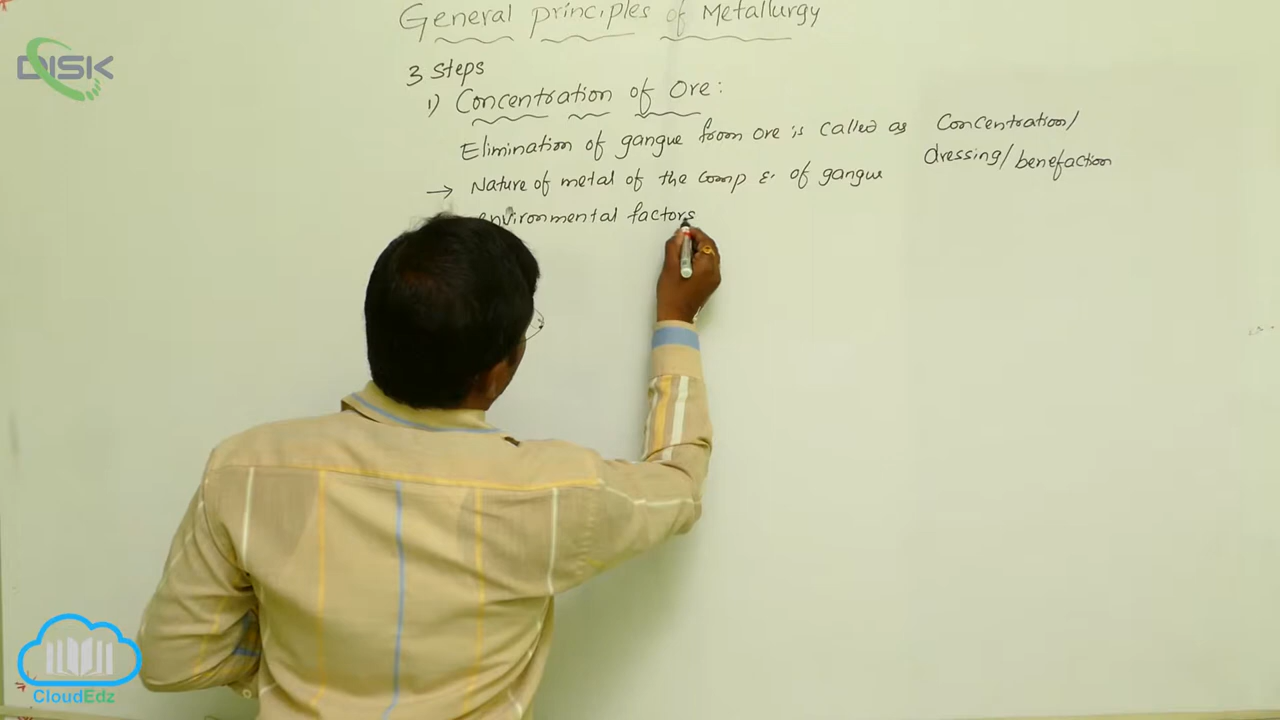 General principles of Metallurgy
DISK
3 Steps
1) Concentration of Ore:
Elimination of gangue from ore is called as Concentration/
dressing/benefaction
→ Nature of metal of the comp & of gangue
environmental factors
CloudEdz